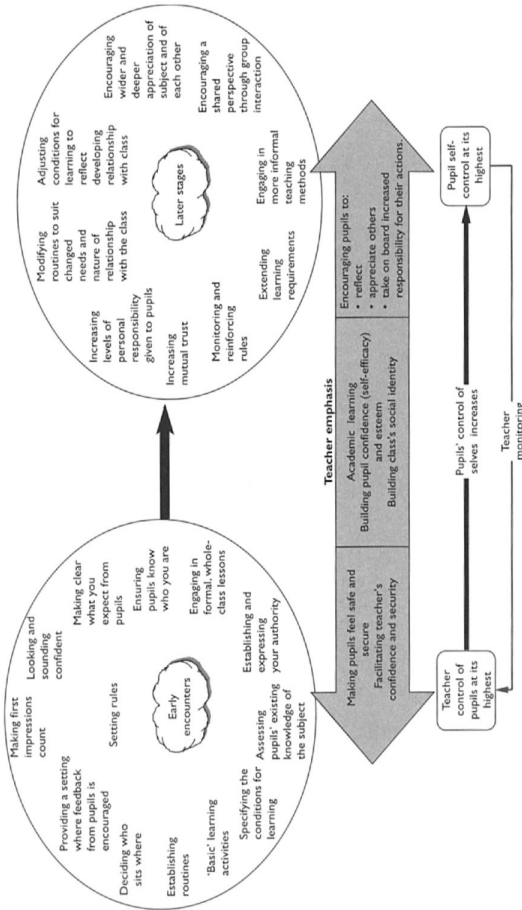 Making first
impressions
count
Looking and
sounding
confident
Making clear
what you
expect from
pupils
Ensuring
pupils know
who you are
Engaging in
formal, whole-
class lessons
Establishing and
expressing
your authority
Assessing
pupils' existing
knowledge of
the subject
Specifying the
conditions for
learning
'Basic' learning
activities
Establishing
routines
Deciding who
sits where
Providing a setting
where feedback
from pupils is
encouraged
Setting rules
Early
encounters
Modifying
routines to suit
changed
needs and
nature of
relationship
with the class
Adjusting
conditions for
learning to
reflect
developing
relationship
with class
Encouraging
wider and
deeper
appreciation of
subject and of
each other
Encouraging a
shared
perspective
through group
interaction
Engaging in
more informal
teaching
methods
Extending
learning
requirements
Monitoring and
reinforcing
rules
Increasing
mutual trust
Increasing
levels of
personal
responsibility
given to pupils
Later stages
Teacher emphasis
Making pupils feel safe and
secure
Facilitating teacher's
confidence and security
Academic learning
Building pupil confidence (self-efficacy)
and esteem
Building class's social identity
Encouraging pupils to:
• reflect
• appreciate others
• take on board increased
responsibility for their actions.
Teacher
control of
pupils at its
highest
Pupils' control of
selves increases
Pupil self-
control at its
highest
Teacher
monitoring